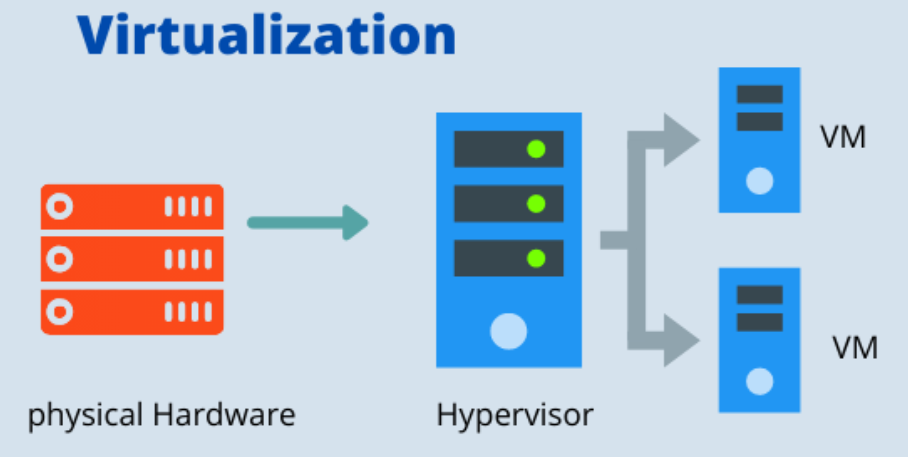 Virtualization
VM
VM
physical Hardware
Hypervisor